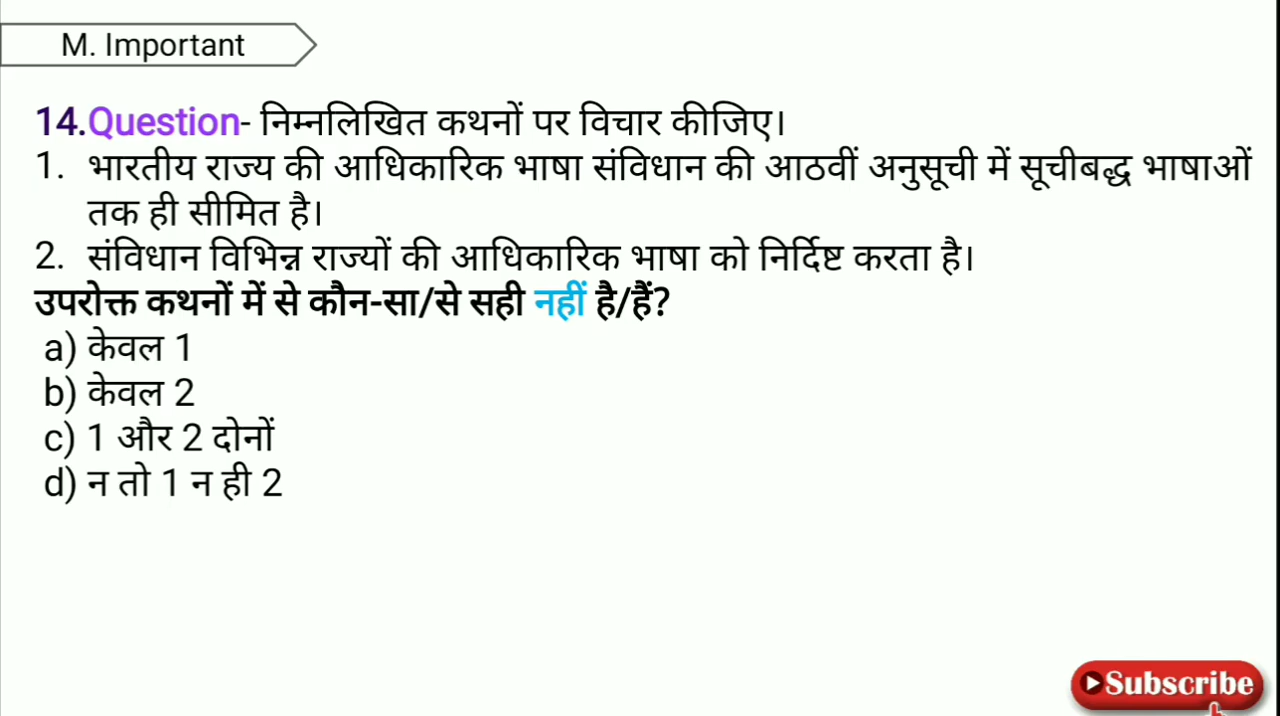 M. Important
14.Question- निम्नलिखित कथनों पर विचार कीजिए।
1. भारतीय राज्य की आधिकारिक भाषा संविधान की आठवीं अनुसूची में सूचीबद्ध भाषाओं
तक ही सीमित है।
2. संविधान विभिन्न राज्यों की आधिकारिक भाषा को निर्दिष्ट करता है।
उपरोक्त कथनों में से कौन-सा/से सही नहीं है/हैं?
a) केवल 1
b) केवल 2
c) 1 और 2 दोनों
d) न तो 1 न ही 2
Subscribe